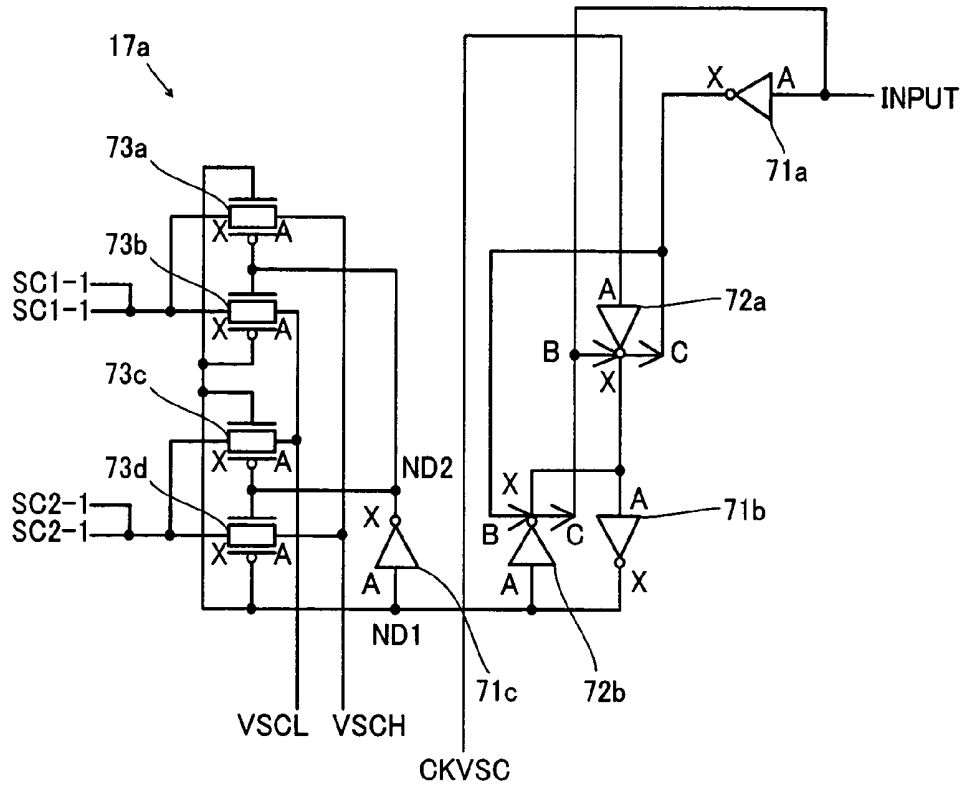 17a
X A
INPUT
71a
73a
X A
73b
SC1-1
SC1-1
X A
A
72a
B
C
X
73c
X A
73d
ND2
SC2-1
SC2-1
X A
X
A
X
B
C
A
A
71b
X
ND1
71c
72b
VSCL
VSCH
CKVSC